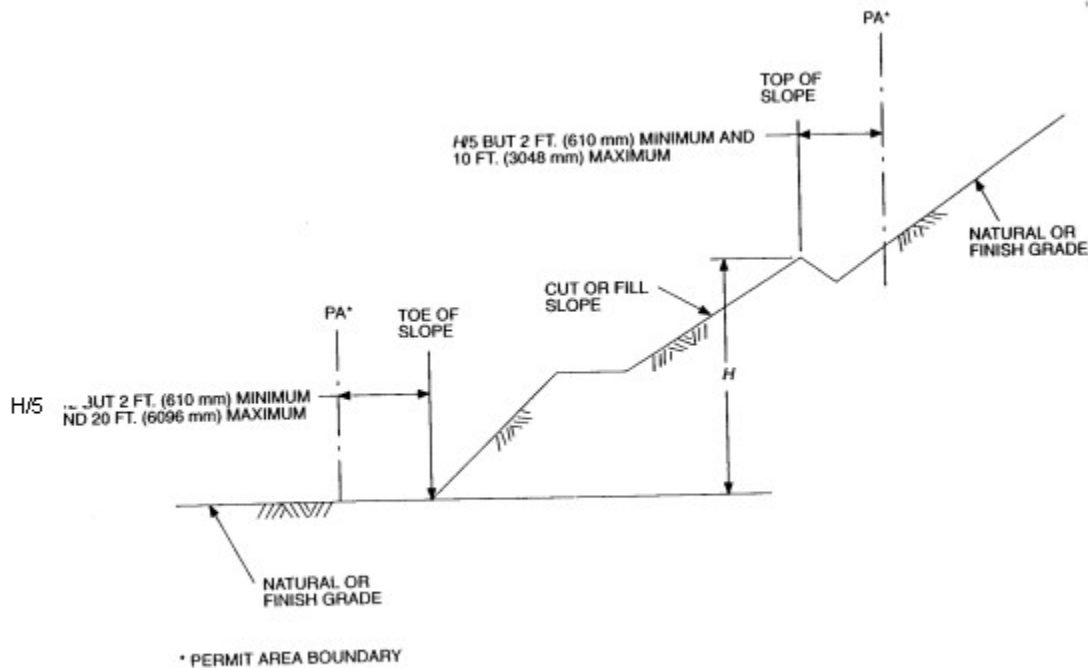 PA*
TOP OF
SLOPE
H/5 BUT 2 FT. (610 mm) MINIMUM AND
10 FT. (3048 mm) MAXIMUM
NATURAL OR
FINISH GRADE
CUT OR FILL
SLOPE
PA*
TOE OF
SLOPE
H
H/5 BUT 2 FT. (610 mm) MINIMUM
ND 20 FT. (6096 mm) MAXIMUM
NATURAL OR
FINISH GRADE
* PERMIT AREA BOUNDARY